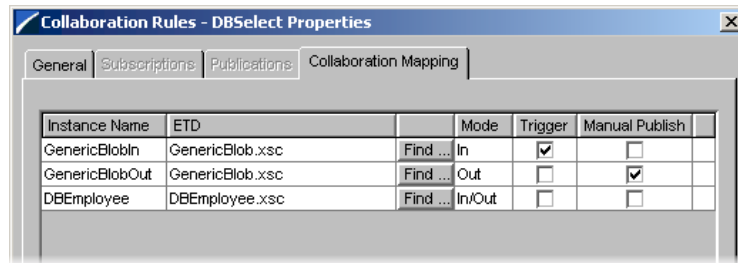 Collaboration Rules - DBSelect Properties
General Subscriptions Publications Collaboration Mapping
Instance Name ETD Mode Trigger Manual Publish
GenericBlobIn GenericBlob.xsc Find ... In
GenericBlobOut GenericBlob.xsc Find ... Out
DBEmployee DBEmployee.xsc Find ... In/Out